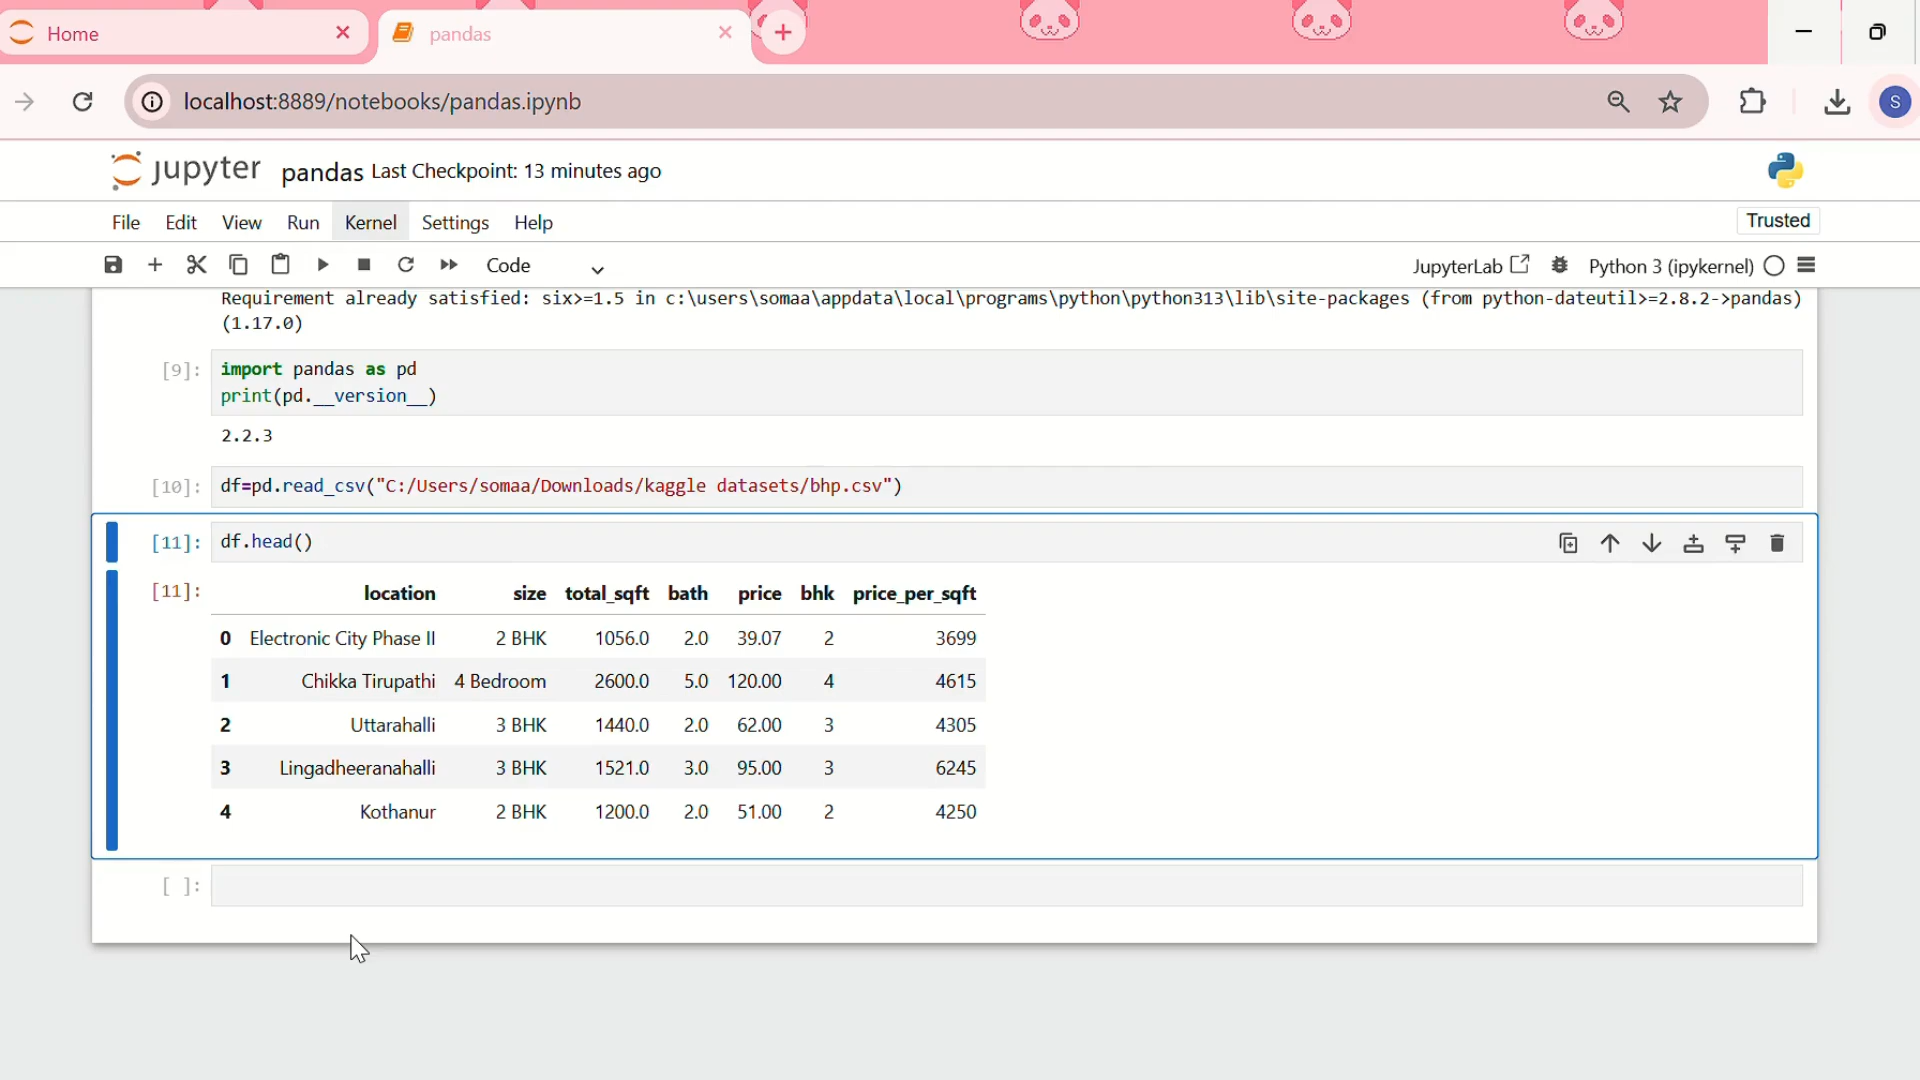 Home
pandas
localhost:8889/notebooks/pandas.ipynb
S
jupyter pandas Last Checkpoint: 13 minutes ago
File Edit View Run Kernel Settings Help Trusted
Code JupyterLab Python 3 (ipykernel)
Requirement already satisfied: six>=1.5 in c:\users\somaa\appdata\local\programs\python\python313\lib\site-packages (from python-dateutil>=2.8.2->pandas)
(1.17.0)
[9]: import pandas as pd
print(pd.__version__)
2.2.3
[10]: df=pd.read_csv("C:/Users/somaa/Downloads/kaggle datasets/bhp.csv")
[11]: df.head()
[11]: location size total_sqft bath price bhk price_per_sqft
0 Electronic City Phase II 2 BHK 1056.0 2.0 39.07 2 3699
1 Chikka Tirupathi 4 Bedroom 2600.0 5.0 120.00 4 4615
2 Uttarahalli 3 BHK 1440.0 2.0 62.00 3 4305
3 Lingadheeranahalli 3 BHK 1521.0 3.0 95.00 3 6245
4 Kothanur 2 BHK 1200.0 2.0 51.00 2 4250
[ ]: